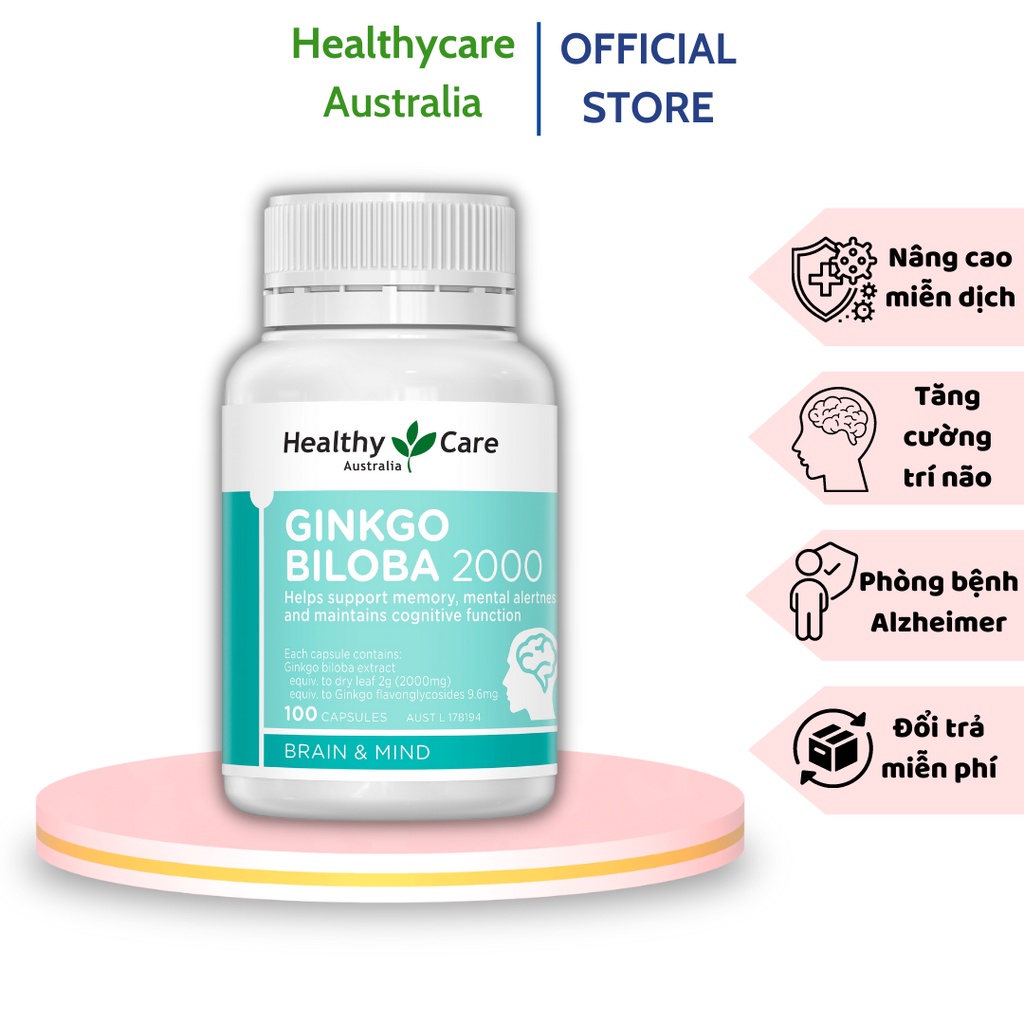 Healthycare
Australia
OFFICIAL
STORE
Healthy Care
Australia
GINKGO
BILOBA 2000
Helps support memory, mental alertnes
and maintains cognitive function
Each capsule contains:
Ginkgo biloba extract
equiv. to dry leaf 2g (2000mg)
equiv. to Ginkgo flavonglycosides 9.6mg
100 CAPSULES AUST L 178194
BRAIN & MIND
Nâng cao
miễn dịch
Tăng
cường
trí não
Phòng bệnh
Alzheimer
Đổi trả
miễn phí